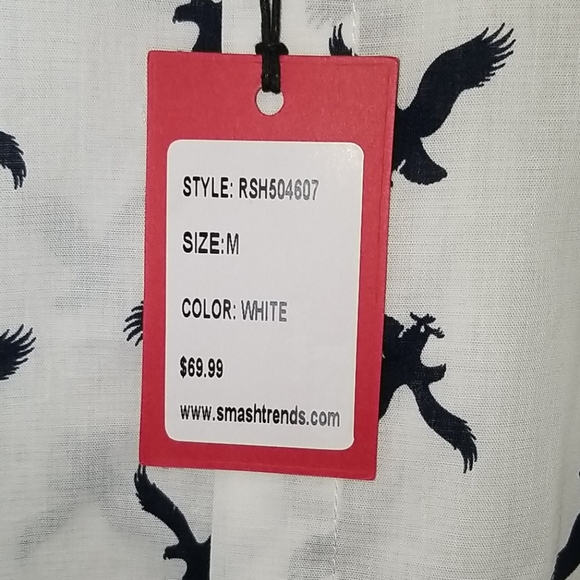 STYLE: RSH504607
SIZE:M
COLOR: WHITE
$69.99
www.smashtrends.com